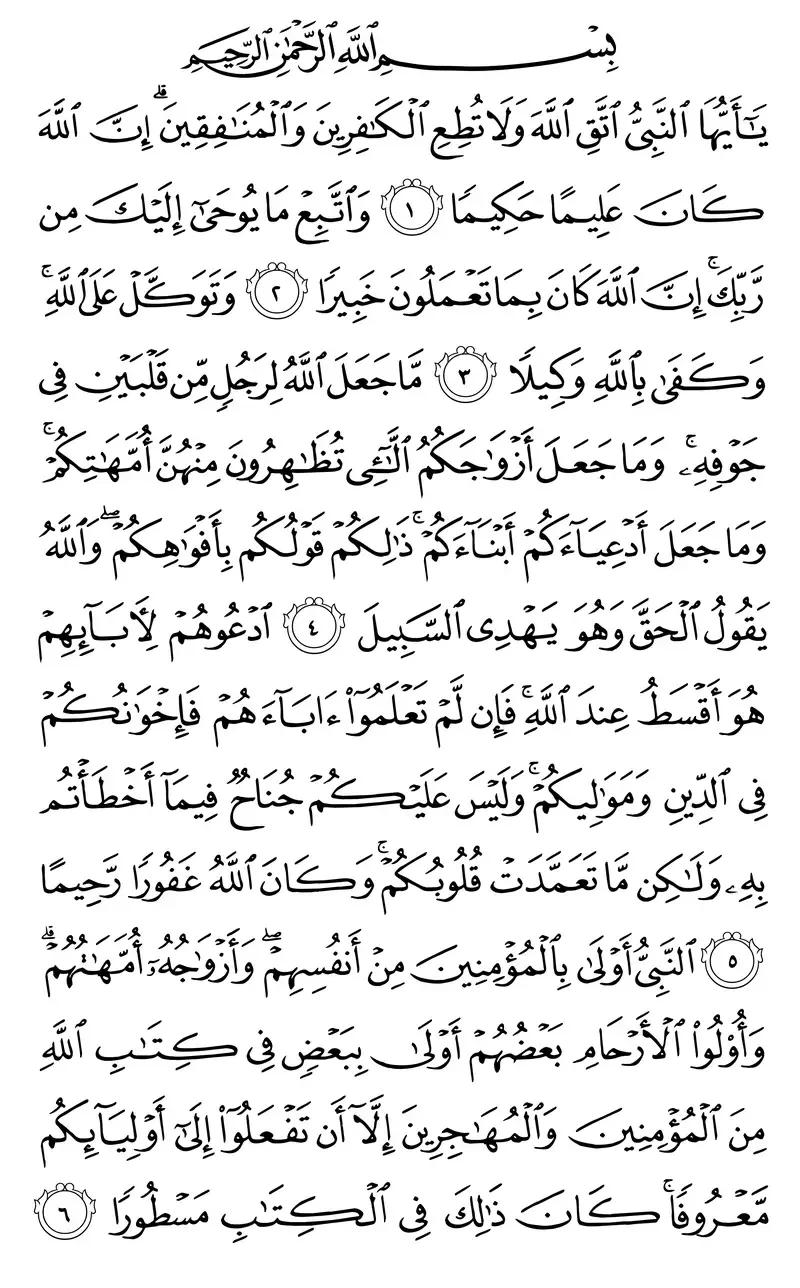 بِسْمِ ٱللَّهِ ٱلرَّحْمَٰنِ ٱلرَّحِيمِ
يَـٰٓأَيُّهَا ٱلنَّبِىُّ ٱتَّقِ ٱللَّهَ وَلَا تُطِعِ ٱلْكَـٰفِرِينَ وَٱلْمُنَـٰفِقِينَ ۗ إِنَّ ٱللَّهَ
كَانَ عَلِيمًا حَكِيمًا ١ وَٱتَّبِعْ مَا يُوحَىٰٓ إِلَيْكَ مِن
رَّبِّكَ ۚ إِنَّ ٱللَّهَ كَانَ بِمَا تَعْمَلُونَ خَبِيرًا ٢ وَتَوَكَّلْ عَلَى ٱللَّهِ ۚ
وَكَفَىٰ بِٱللَّهِ وَكِيلًا ٣ مَّا جَعَلَ ٱللَّهُ لِرَجُلٍ مِّن قَلْبَيْنِ فِى
جَوْفِهِۦ ۚ وَمَا جَعَلَ أَزْوَٰجَكُمُ ٱلَّـٰٓـِٔى تُظَـٰهِرُونَ مِنْهُنَّ أُمَّهَـٰتِكُمْ ۚ
وَمَا جَعَلَ أَدْعِيَآءَكُمْ أَبْنَآءَكُمْ ۚ ذَٰلِكُمْ قَوْلُكُم بِأَفْوَٰهِكُمْ ۖ وَٱللَّهُ
يَقُولُ ٱلْحَقَّ وَهُوَ يَهْدِى ٱلسَّبِيلَ ٤ ٱدْعُوهُمْ لِـَٔابَآئِهِمْ
هُوَ أَقْسَطُ عِندَ ٱللَّهِ ۚ فَإِن لَّمْ تَعْلَمُوٓا۟ ءَابَآءَهُمْ فَإِخْوَٰنُكُمْ
فِى ٱلدِّينِ وَمَوَٰلِيكُمْ ۚ وَلَيْسَ عَلَيْكُمْ جُنَاحٌ فِيمَآ أَخْطَأْتُم
بِهِۦ وَلَـٰكِن مَّا تَعَمَّدَتْ قُلُوبُكُمْ ۚ وَكَانَ ٱللَّهُ غَفُورًا رَّحِيمًا
٥ ٱلنَّبِىُّ أَوْلَىٰ بِٱلْمُؤْمِنِينَ مِنْ أَنفُسِهِمْ ۖ وَأَزْوَٰجُهُۥٓ أُمَّهَـٰتُهُمْ ۗ
وَأُو۟لُوا۟ ٱلْأَرْحَامِ بَعْضُهُمْ أَوْلَىٰ بِبَعْضٍ فِى كِتَـٰبِ ٱللَّهِ
مِنَ ٱلْمُؤْمِنِينَ وَٱلْمُهَـٰجِرِينَ إِلَّآ أَن تَفْعَلُوٓا۟ إِلَىٰٓ أَوْلِيَآئِكُم
مَّعْرُوفًا ۚ كَانَ ذَٰلِكَ فِى ٱلْكِتَـٰبِ مَسْطُورًا ٦